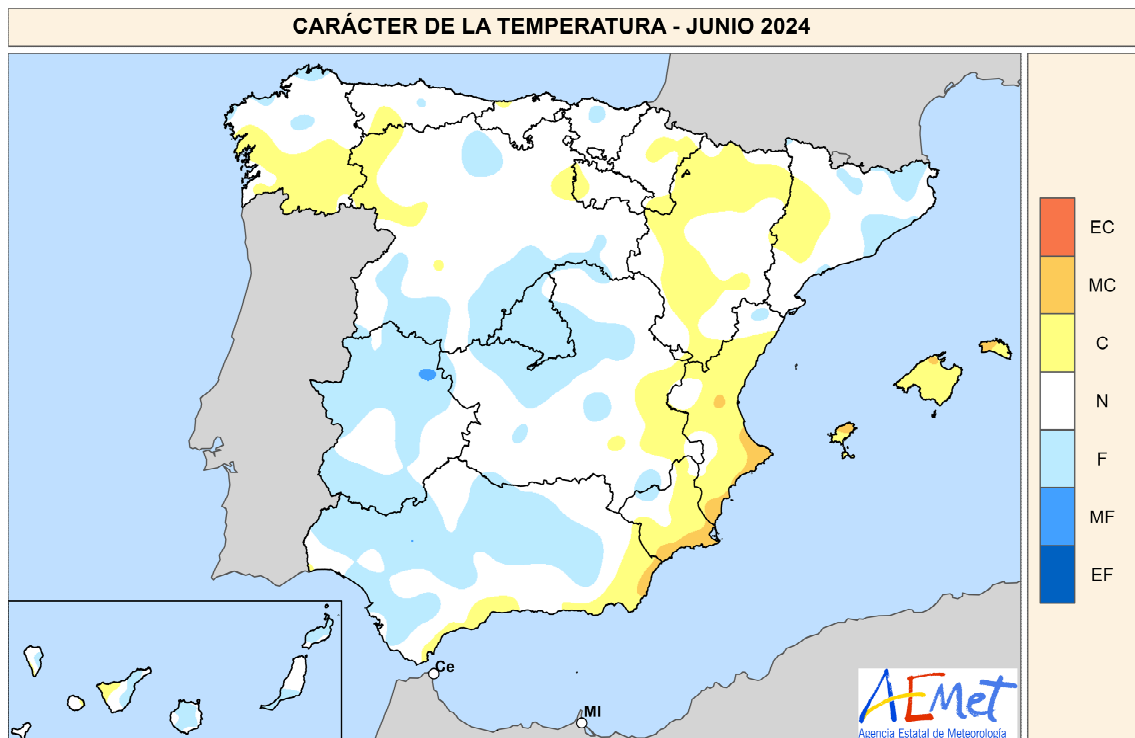 CARÁCTER DE LA TEMPERATURA - JUNIO 2024
EC
MC
C
N
F
MF
EF
Ce
Ml
AEMet
Agencia Estatal de Meteorología